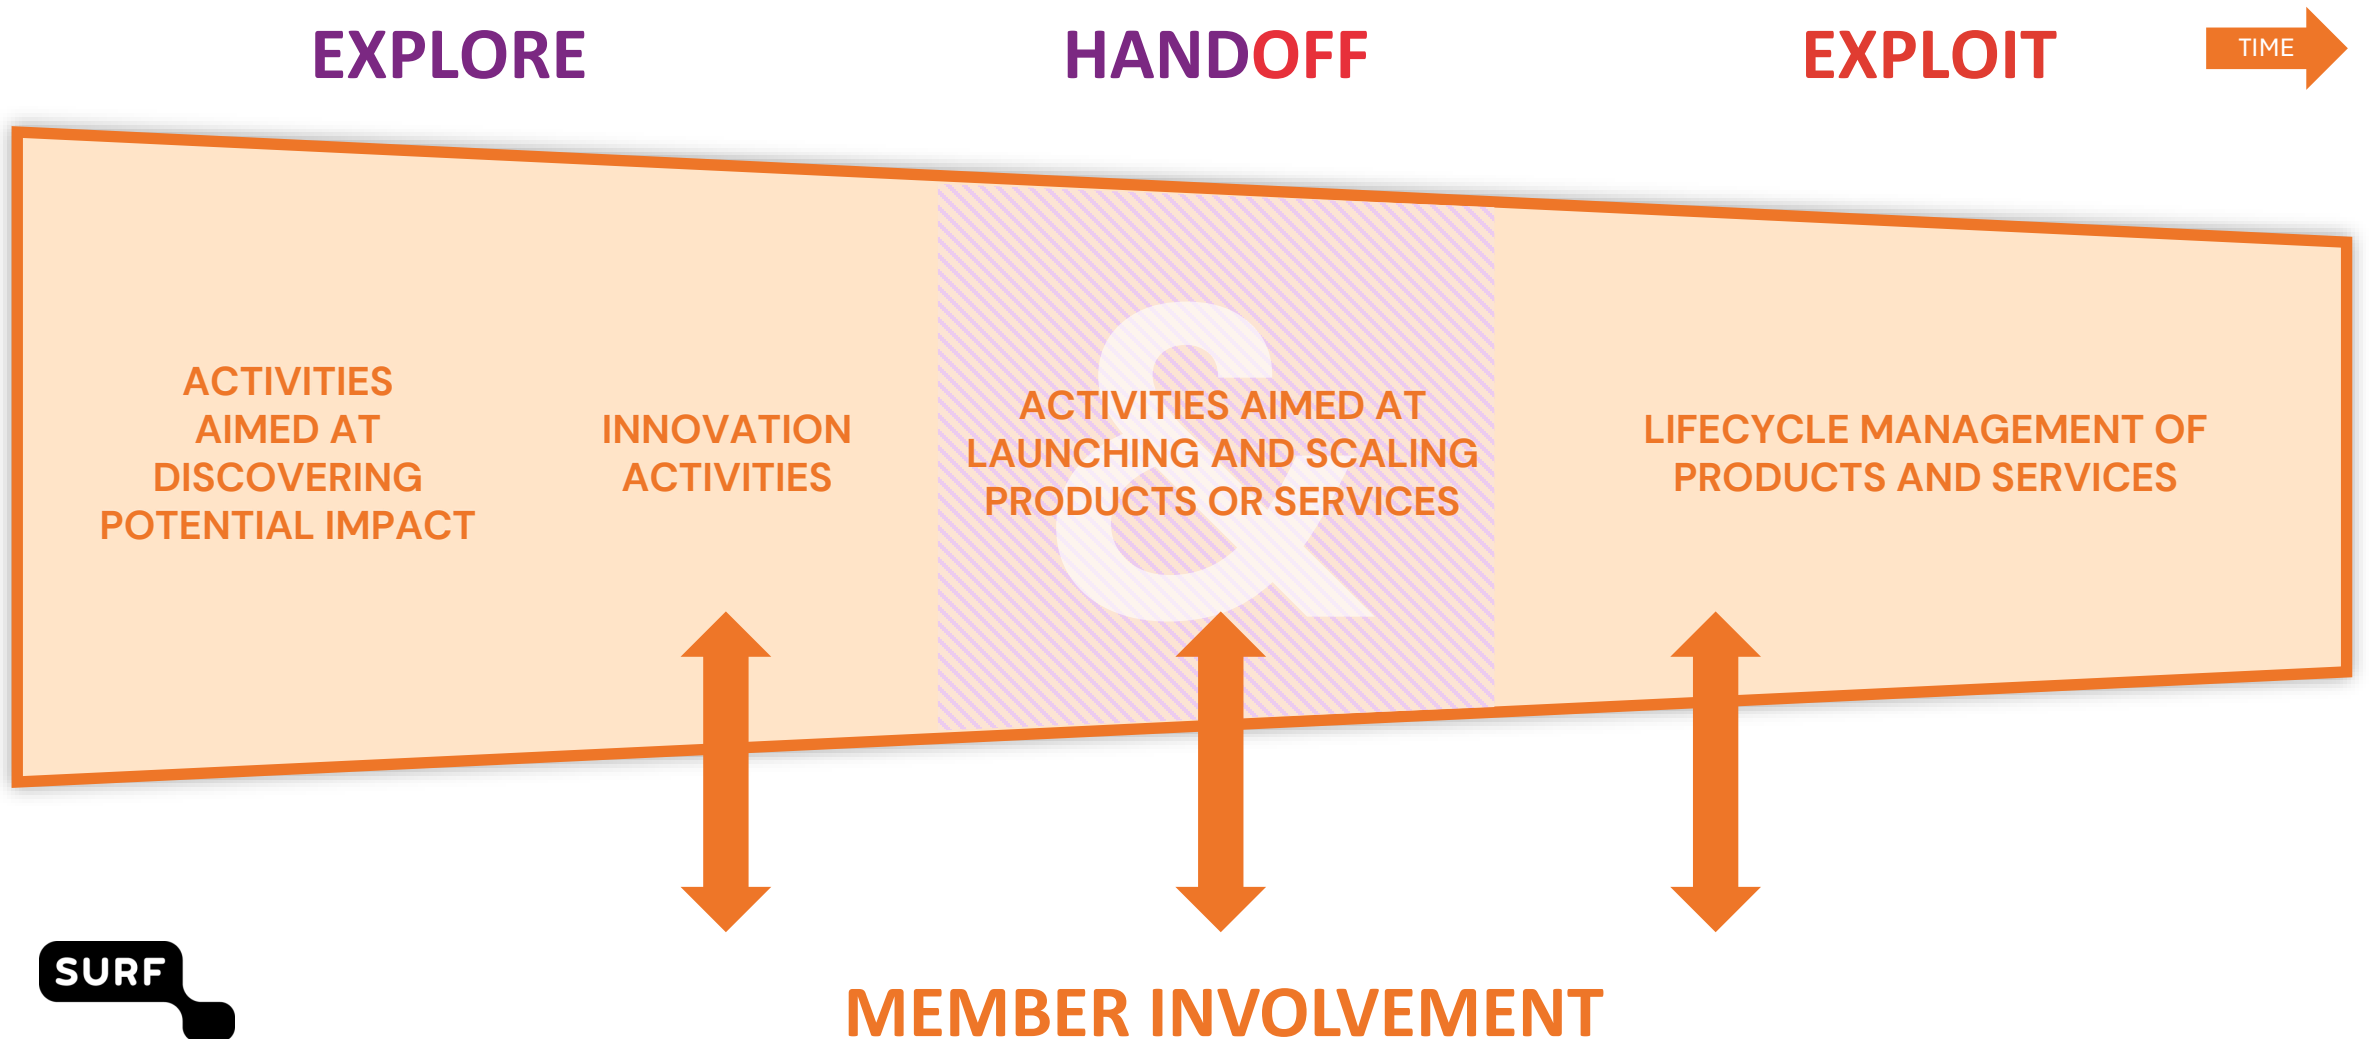 EXPLORE
HANDOFF
EXPLOIT
TIME
ACTIVITIES
AIMED AT
DISCOVERING
POTENTIAL IMPACT
INNOVATION
ACTIVITIES
&
ACTIVITIES AIMED AT
LAUNCHING AND SCALING
PRODUCTS OR SERVICES
LIFECYCLE MANAGEMENT OF
PRODUCTS AND SERVICES
SURF
MEMBER INVOLVEMENT